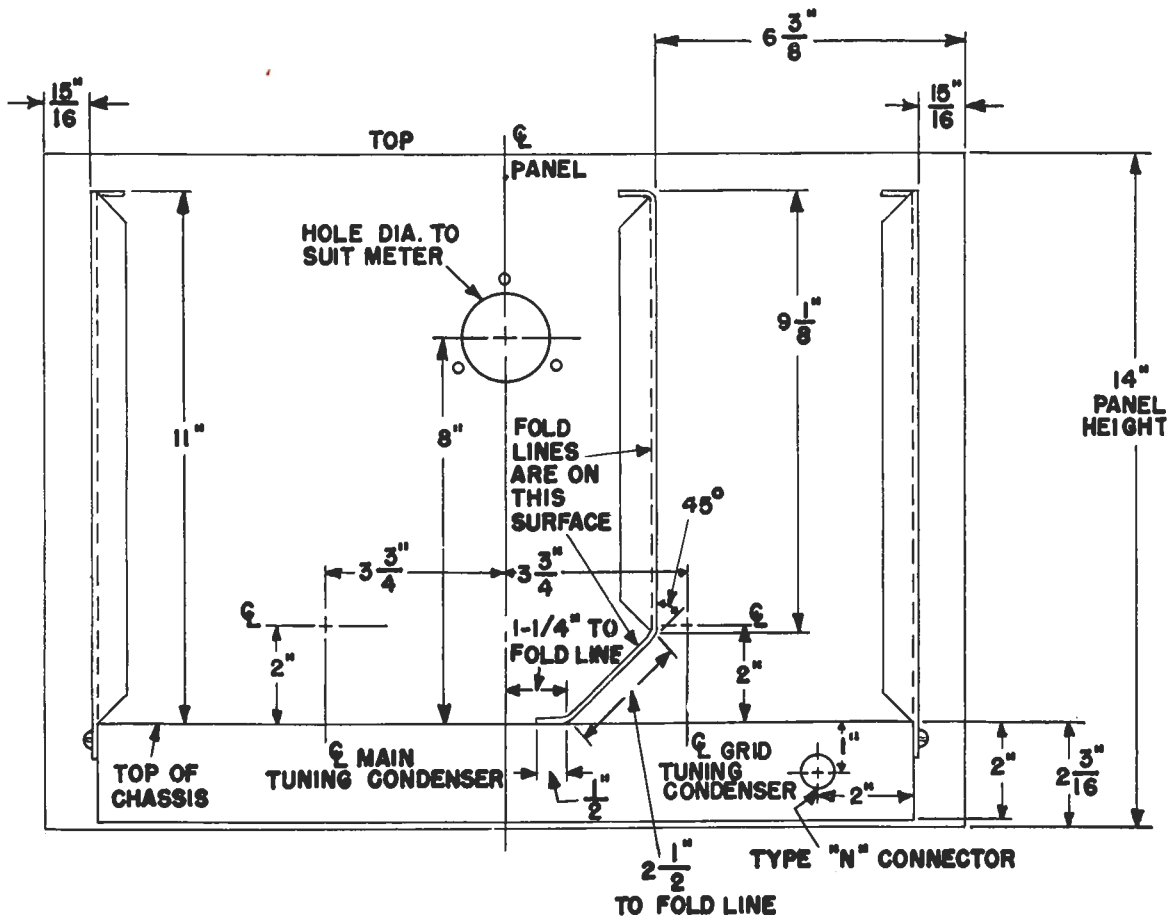 6 3/8"
15"/16
15"/16
TOP
℄
PANEL
HOLE DIA. TO
SUIT METER
9 1/8"
14"
PANEL
HEIGHT
11"
8"
FOLD
LINES
ARE ON
THIS
SURFACE
45°
3 3/4"
3 3/4"
℄
℄
1-1/4" TO
FOLD LINE
2"
2"
℄ MAIN
TUNING CONDENSER
℄ GRID
TUNING
CONDENSER
1"
TOP OF
CHASSIS
1/2"
2"
2"
2 3/16"
TYPE "N" CONNECTOR
2 1/2"
TO FOLD LINE